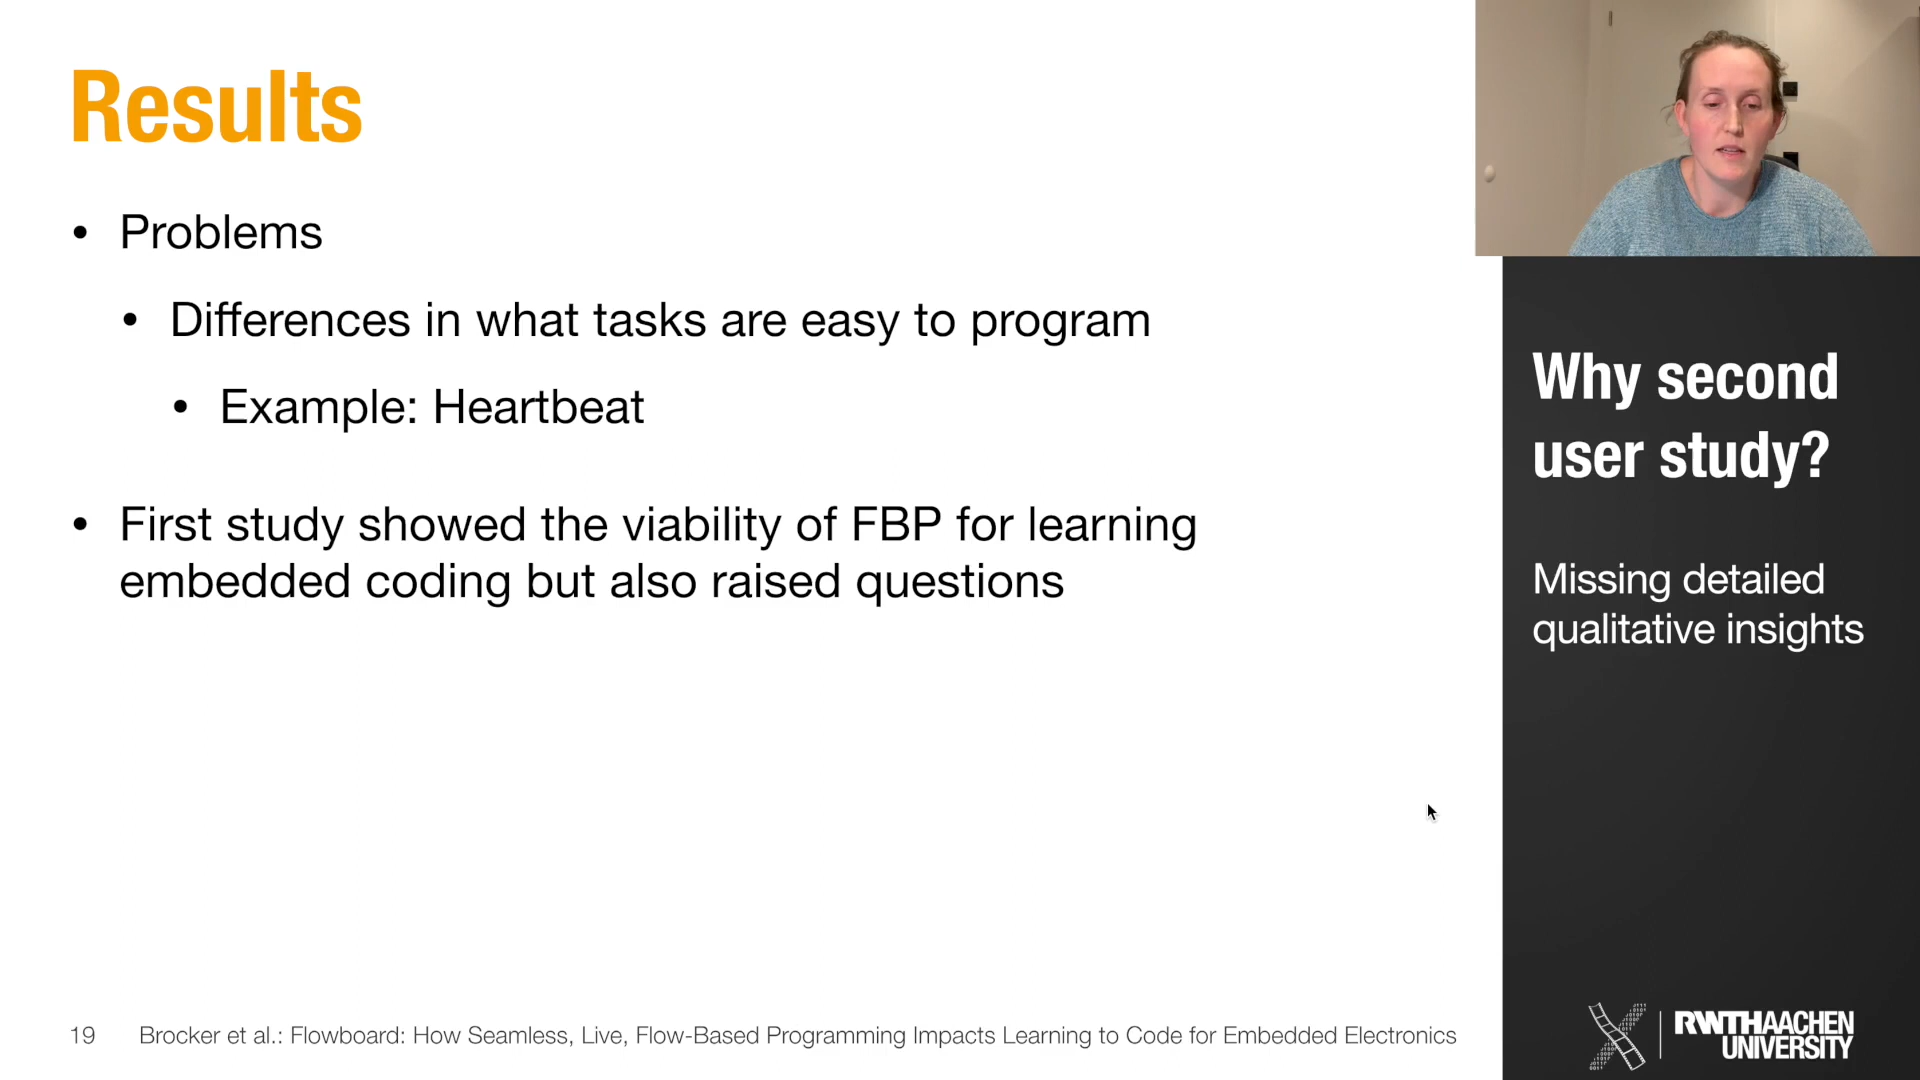 Results
• Problems
• Differences in what tasks are easy to program
• Example: Heartbeat
• First study showed the viability of FBP for learning
embedded coding but also raised questions
Why second
user study?
Missing detailed
qualitative insights
19 Brocker et al.: Flowboard: How Seamless, Live, Flow-Based Programming Impacts Learning to Code for Embedded Electronics
RWTHAACHEN
UNIVERSITY